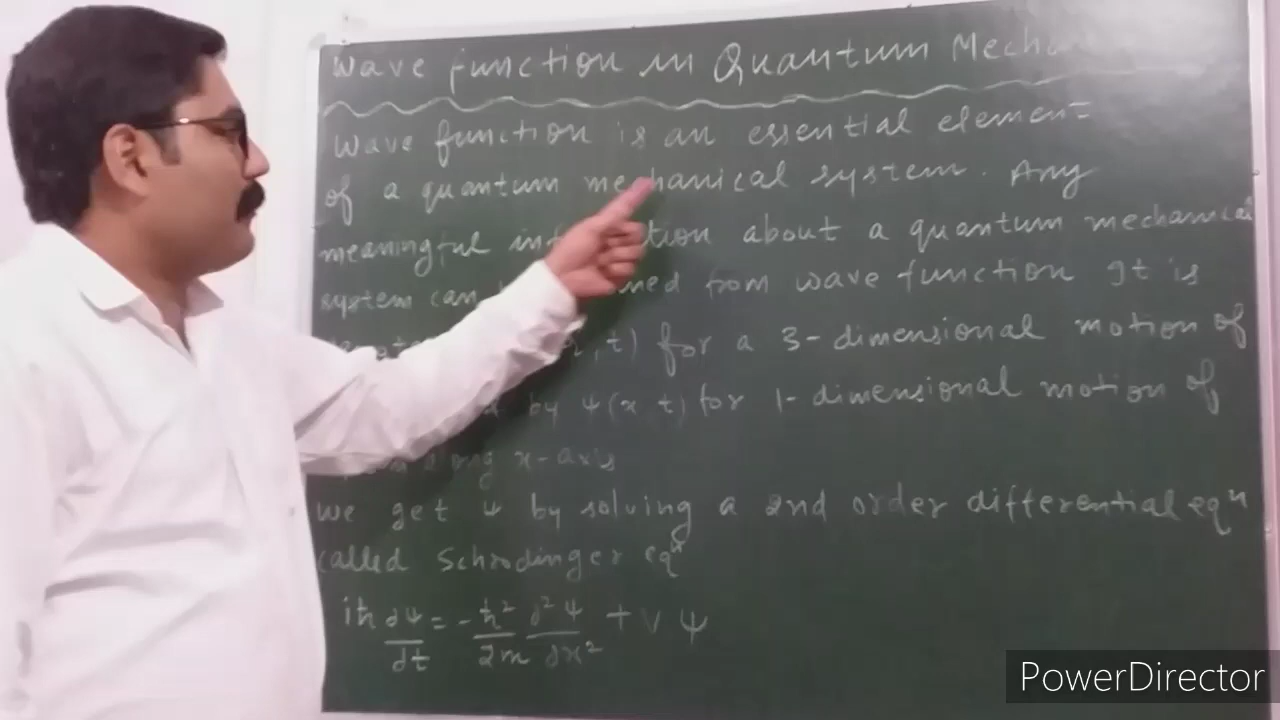 Wave function in Quantum
Wave function is an essential element
of a quantum mechanical system. Any
meaningful about a quantum mechanical
system can from wave function It is
,t) for a 3-dimensional motion of
by ψ(x t) for 1-dimensional motion of
x-axis
we get ψ by solving a 2nd order differential eqn
called Schrodinger eqn
iℏ dψ/dt = -ℏ²/2m ∂²ψ/∂x² + V ψ
PowerDirector